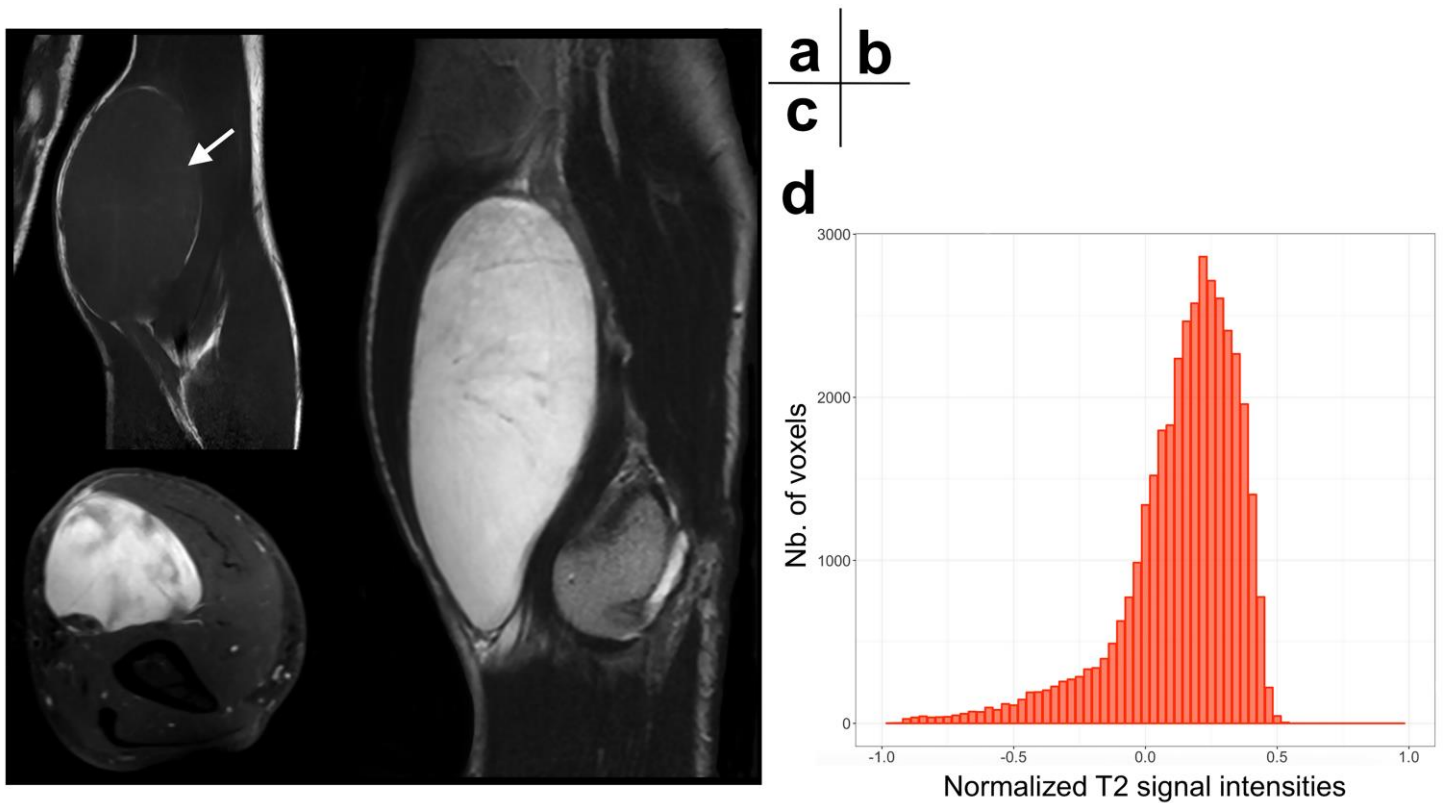 a b
c
d
3000
2000
1000
0
Nb. of voxels
-1.0 -0.5 0.0 0.5 1.0
Normalized T2 signal intensities